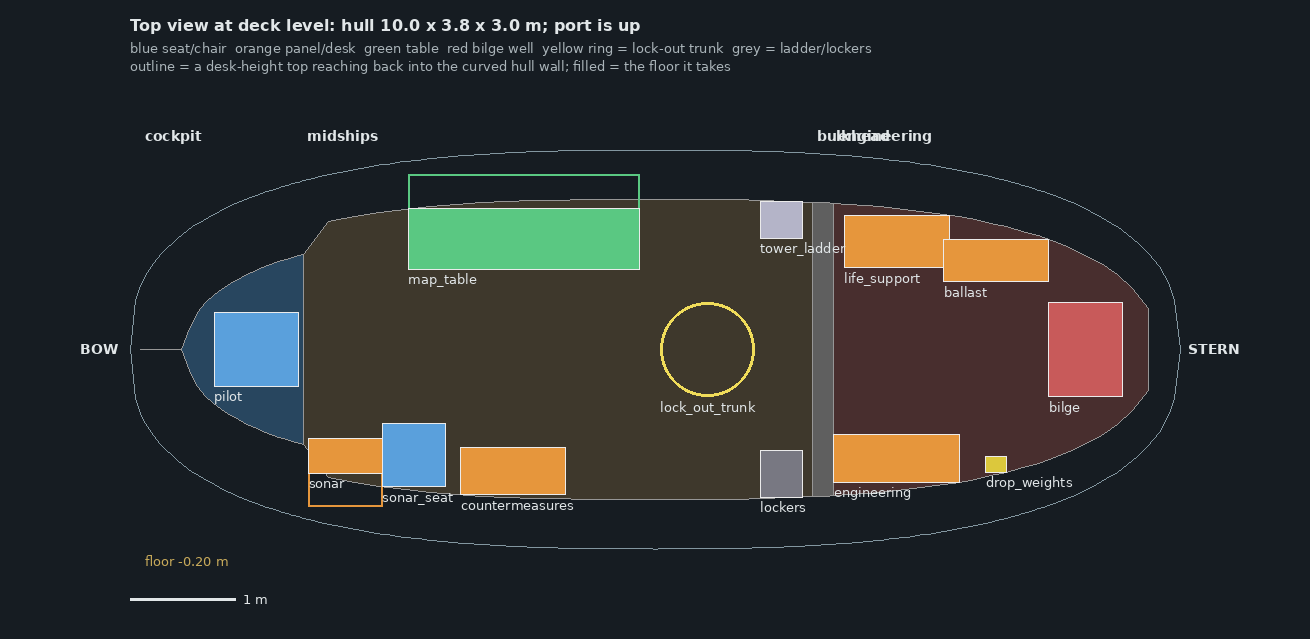 Top view at deck level: hull 10.0 x 3.8 x 3.0 m; port is up
blue seat/chair  orange panel/desk  green table  red bilge well  yellow ring = lock-out trunk  grey = ladder/lockers
outline = a desk-height top reaching back into the curved hull wall; filled = the floor it takes
cockpit
midships
bulkhead
engineering
tower_ladder
map_table
life_support
ballast
BOW
STERN
pilot
lock_out_trunk
bilge
sonar
sonar_seat
countermeasures
lockers
engineering
drop_weights
floor -0.20 m
1 m